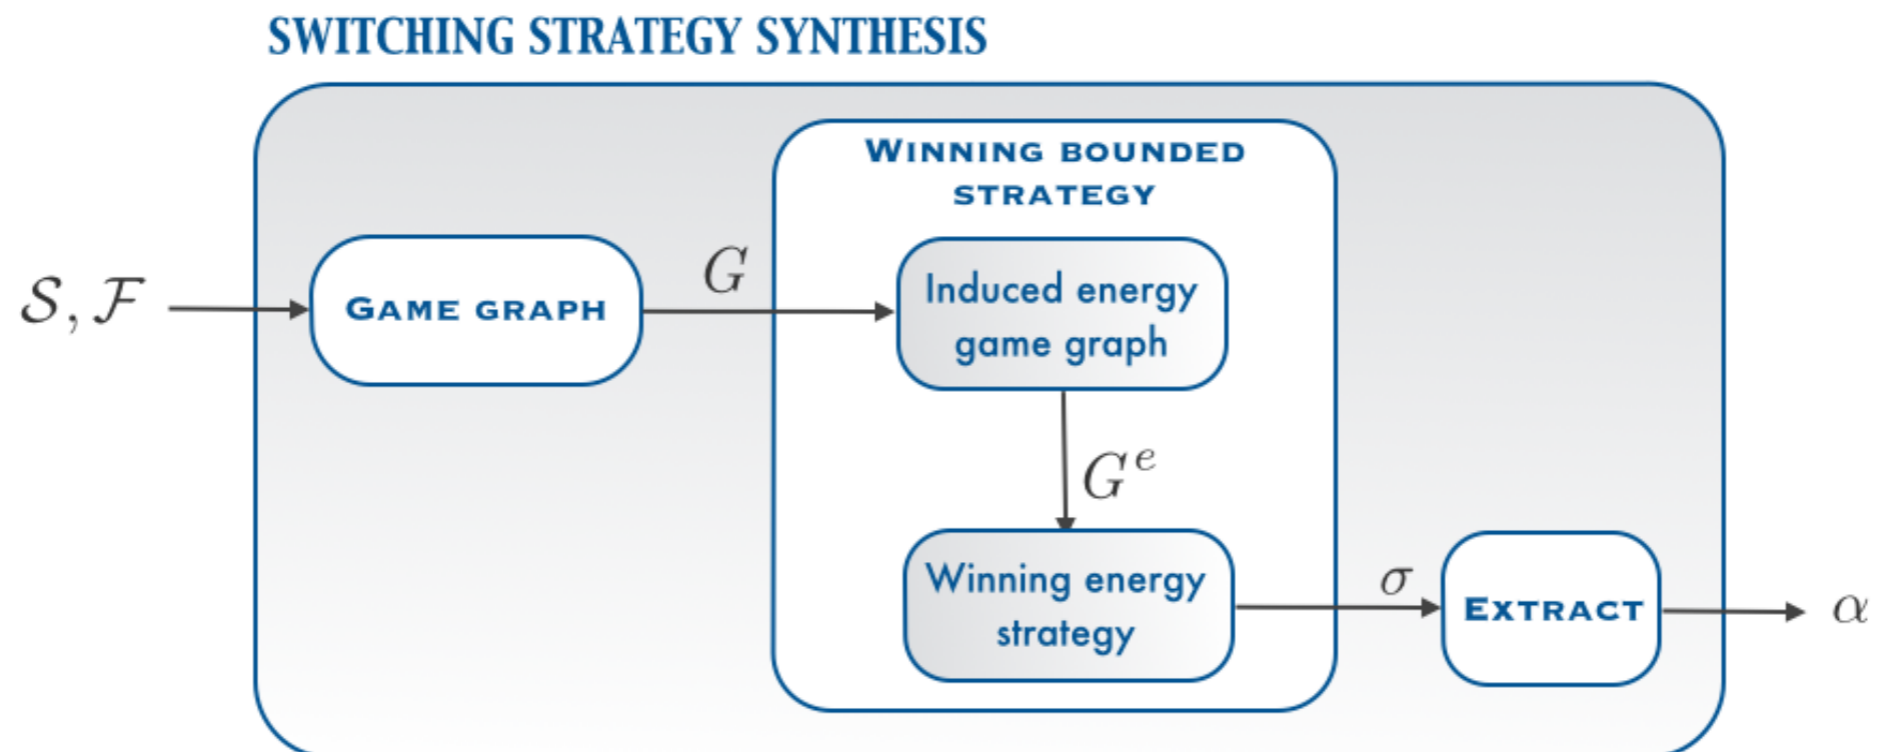 SWITCHING STRATEGY SYNTHESIS
WINNING BOUNDED
STRATEGY
𝒮, ℱ
GAME GRAPH
G
Induced energy
game graph
Gᵉ
Winning energy
strategy
σ
EXTRACT
α